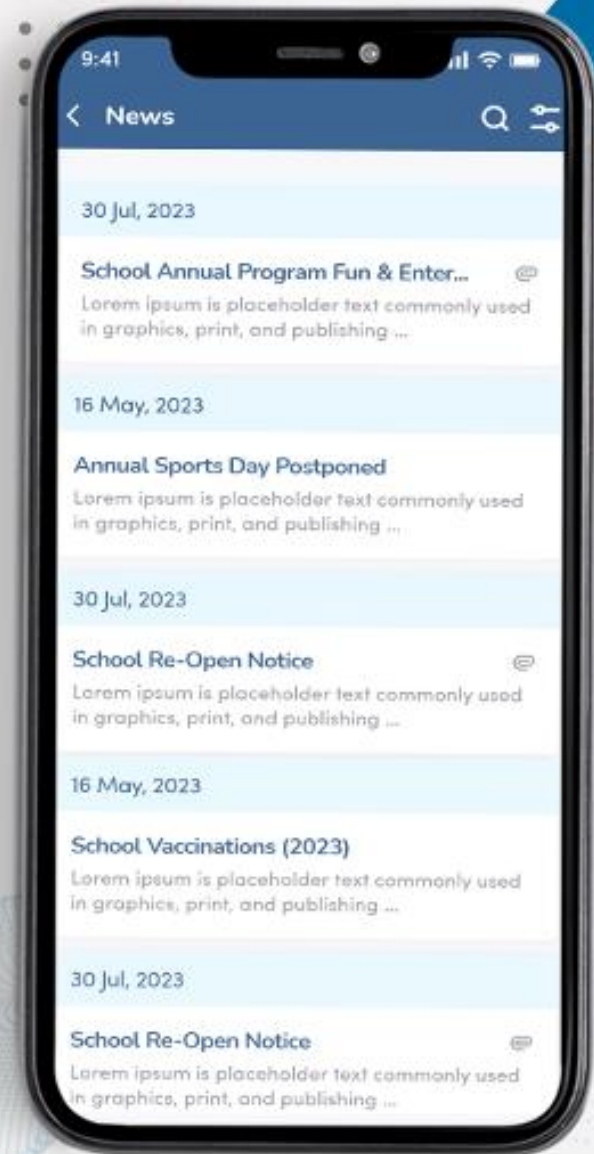 9:41
News
30 Jul, 2023
School Annual Program Fun & Enter...
Lorem ipsum is placeholder text commonly used
in graphics, print, and publishing ...
16 May, 2023
Annual Sports Day Postponed
Lorem ipsum is placeholder text commonly used
in graphics, print, and publishing ...
30 Jul, 2023
School Re-Open Notice
Lorem ipsum is placeholder text commonly used
in graphics, print, and publishing ...
16 May, 2023
School Vaccinations (2023)
Lorem ipsum is placeholder text commonly used
in graphics, print, and publishing ...
30 Jul, 2023
School Re-Open Notice
Lorem ipsum is placeholder text commonly used
in graphics, print, and publishing ...